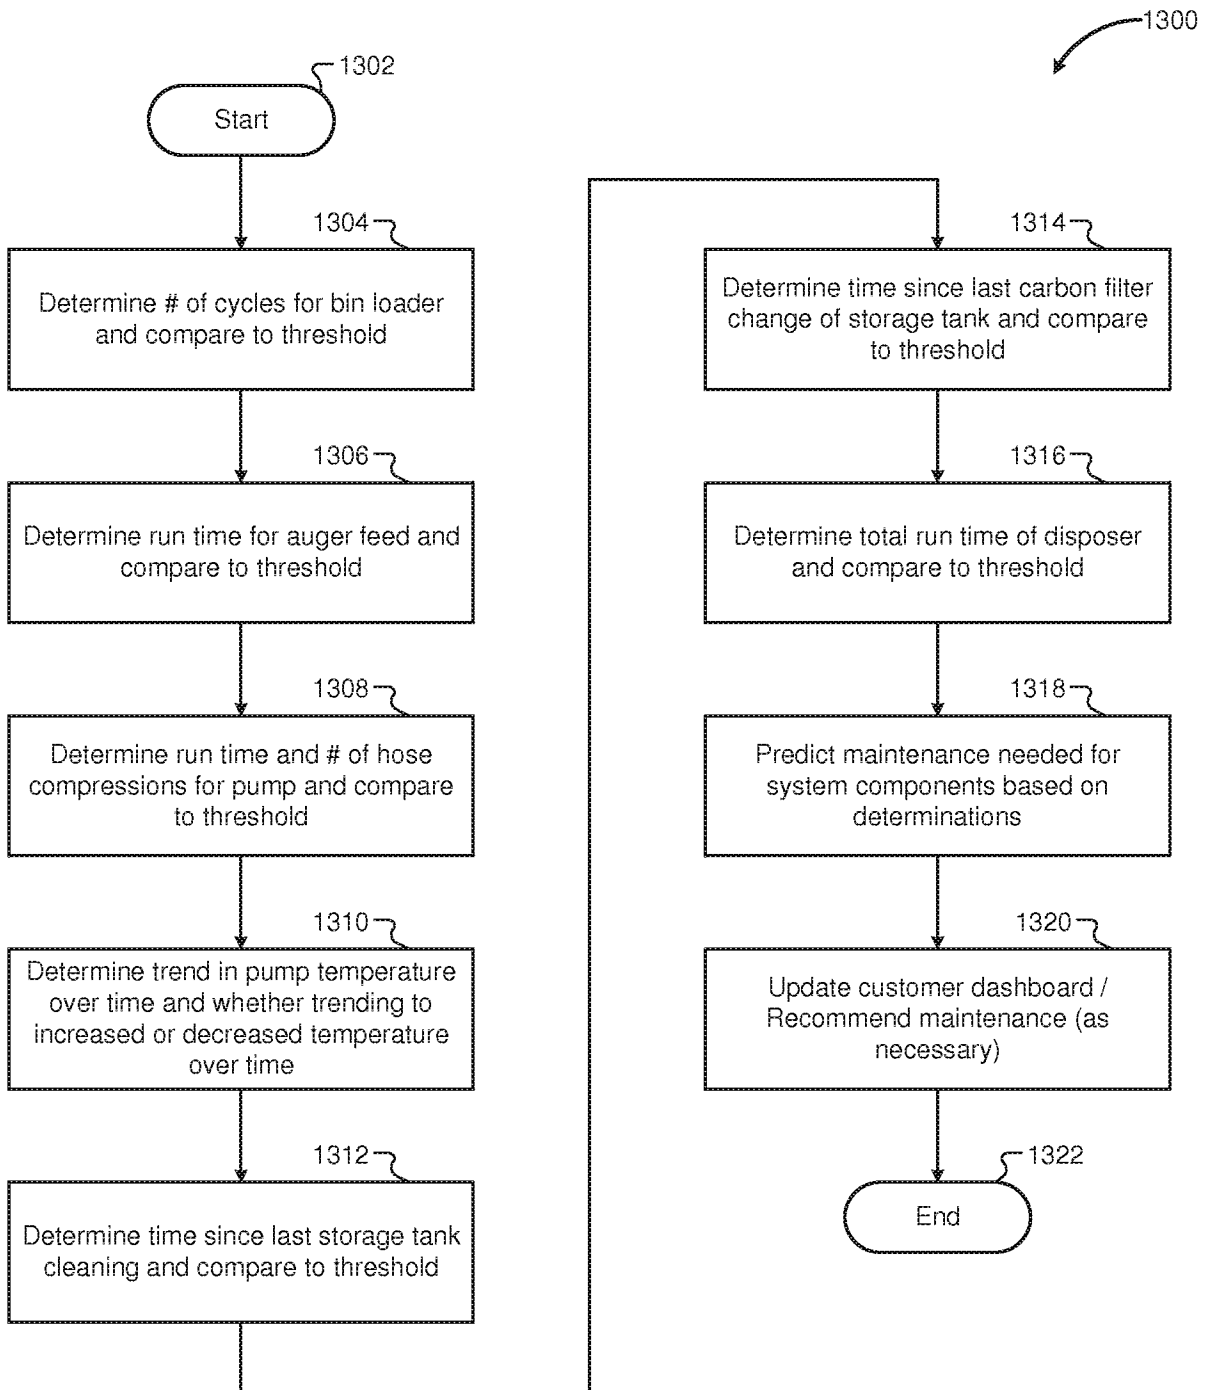 1300
1302
Start
1304
Determine # of cycles for bin loader
and compare to threshold
1306
Determine run time for auger feed and
compare to threshold
1308
Determine run time and # of hose
compressions for pump and compare
to threshold
1310
Determine trend in pump temperature
over time and whether trending to
increased or decreased temperature
over time
1312
Determine time since last storage tank
cleaning and compare to threshold
1314
Determine time since last carbon filter
change of storage tank and compare
to threshold
1316
Determine total run time of disposer
and compare to threshold
1318
Predict maintenance needed for
system components based on
determinations
1320
Update customer dashboard /
Recommend maintenance (as
necessary)
1322
End